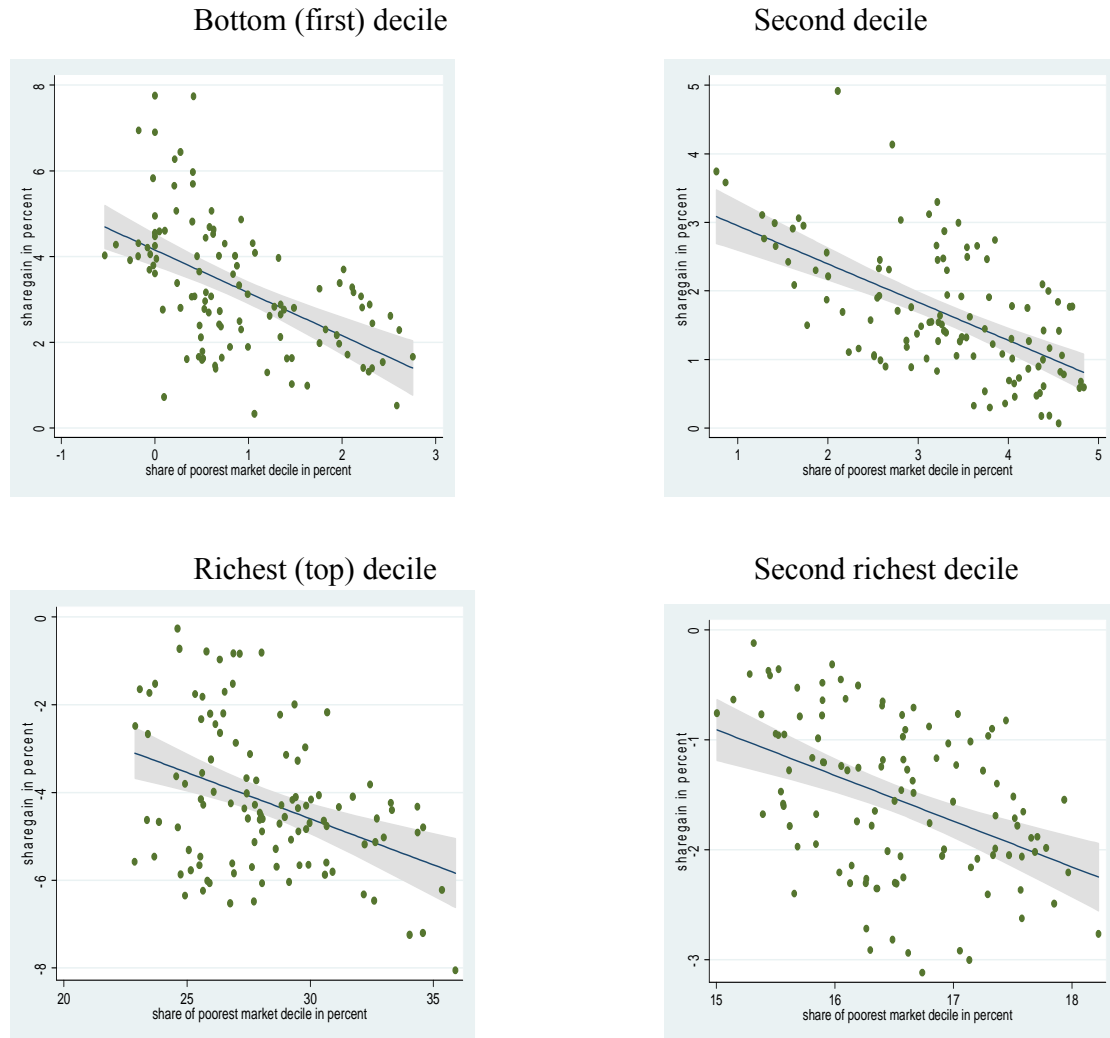 Bottom (first) decile
Second decile
8
6
4
2
0
sharegain in percent
-1 0 1 2 3
share of poorest market decile in percent
5
4
3
2
1
0
sharegain in percent
1 2 3 4 5
share of poorest market decile in percent
Richest (top) decile
Second richest decile
0
-2
-4
-6
-8
sharegain in percent
20 25 30 35
share of poorest market decile in percent
0
-1
-2
-3
sharegain in percent
15 16 17 18
share of poorest market decile in percent